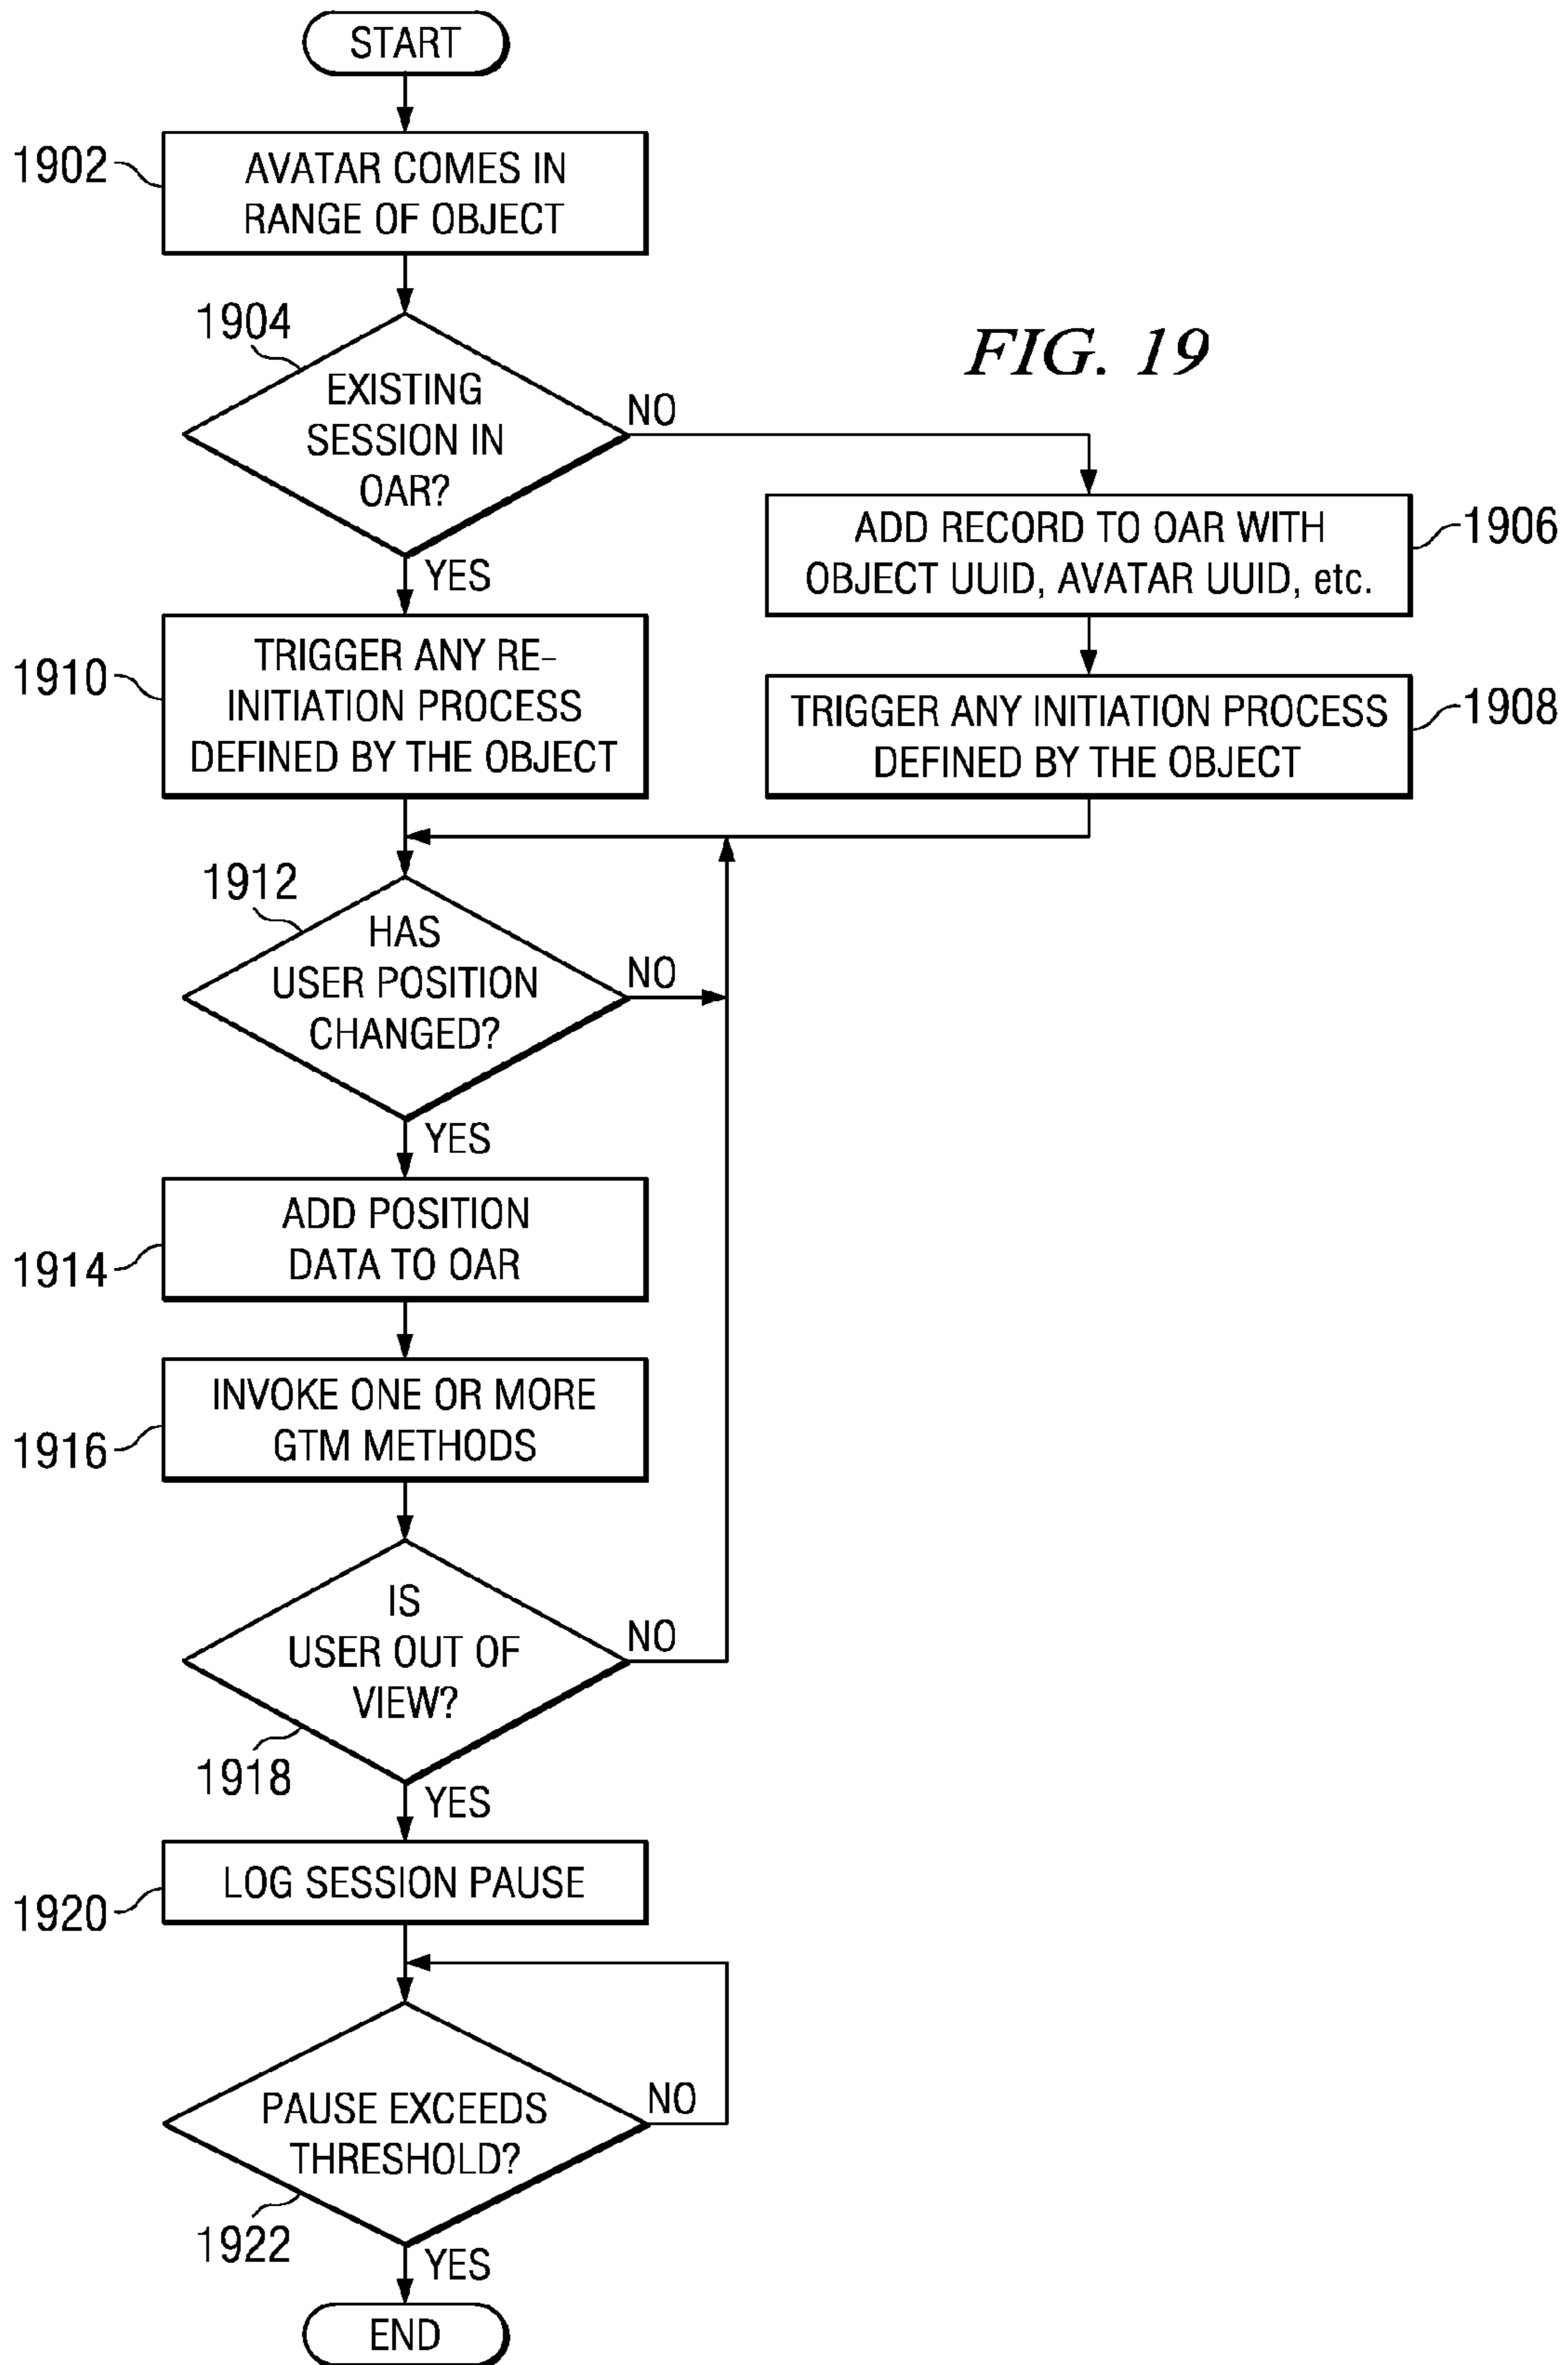 START
1902
AVATAR COMES IN
RANGE OF OBJECT
1904
EXISTING
SESSION IN
OAR?
NO
YES
FIG. 19
ADD RECORD TO OAR WITH
OBJECT UUID, AVATAR UUID, etc.
1906
1910
TRIGGER ANY RE-
INITIATION PROCESS
DEFINED BY THE OBJECT
TRIGGER ANY INITIATION PROCESS
DEFINED BY THE OBJECT
1908
1912
HAS
USER POSITION
CHANGED?
NO
YES
1914
ADD POSITION
DATA TO OAR
1916
INVOKE ONE OR MORE
GTM METHODS
IS
USER OUT OF
VIEW?
NO
1918
YES
1920
LOG SESSION PAUSE
PAUSE EXCEEDS
THRESHOLD?
NO
1922
YES
END